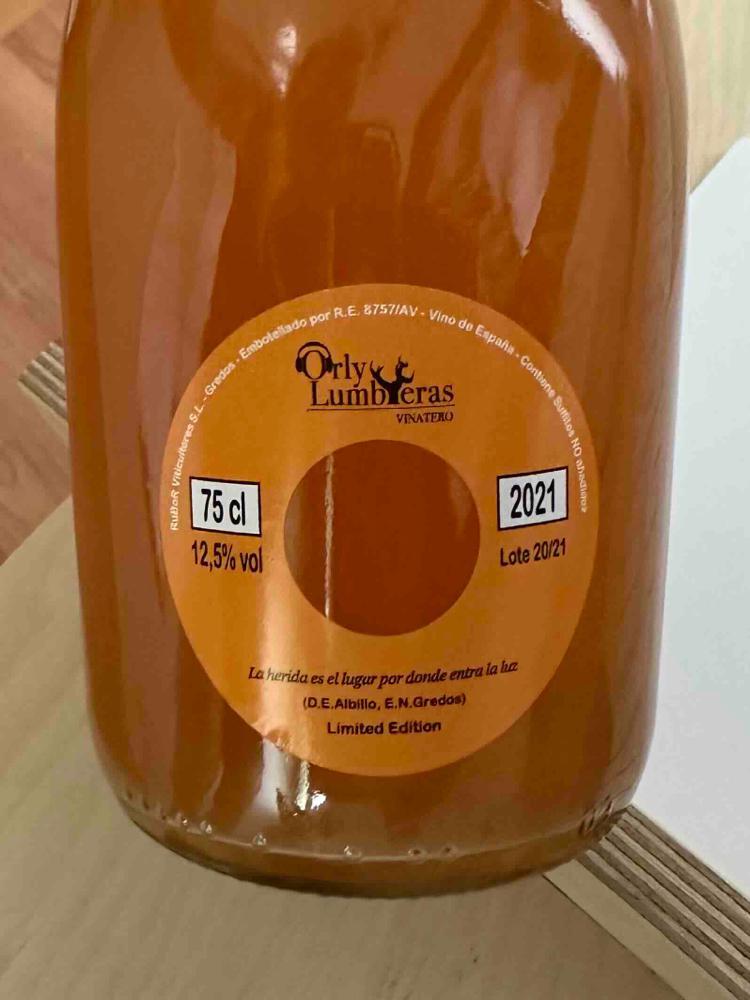 RuBoR Viticultores S.L. - Gredos - Embotellado por R.E. 8757/AV - Vino de España - Contiene Sulfitos NO añadidos
Orly
Lumbreras
VINATERO
75 cl
12,5% vol
2021
Lote 20/21
La herida es el lugar por donde entra la luz
(D.E.Albillo, E.N.Gredos)
Limited Edition